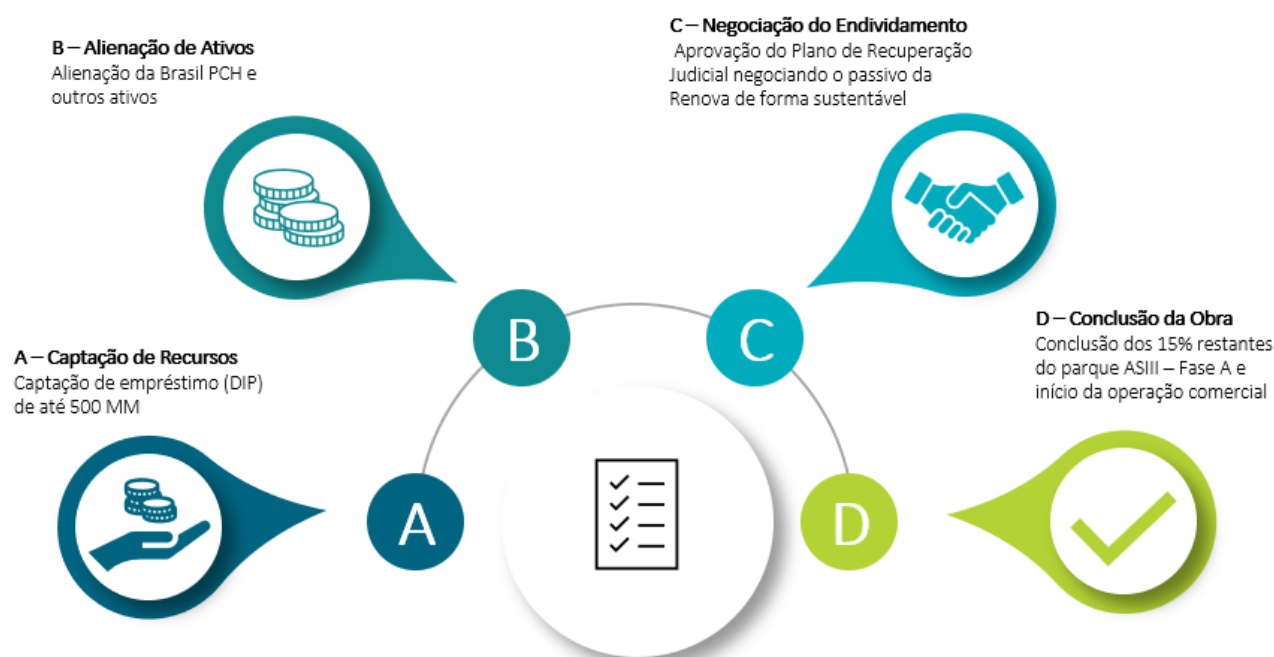 B – Alienação de Ativos
Alienação da Brasil PCH e
outros ativos
C – Negociação do Endividamento
Aprovação do Plano de Recuperação
Judicial negociando o passivo da
Renova de forma sustentável
A – Captação de Recursos
Captação de empréstimo (DIP)
de até 500 MM
D – Conclusão da Obra
Conclusão dos 15% restantes
do parque ASIII – Fase A e
início da operação comercial
B
C
A
D